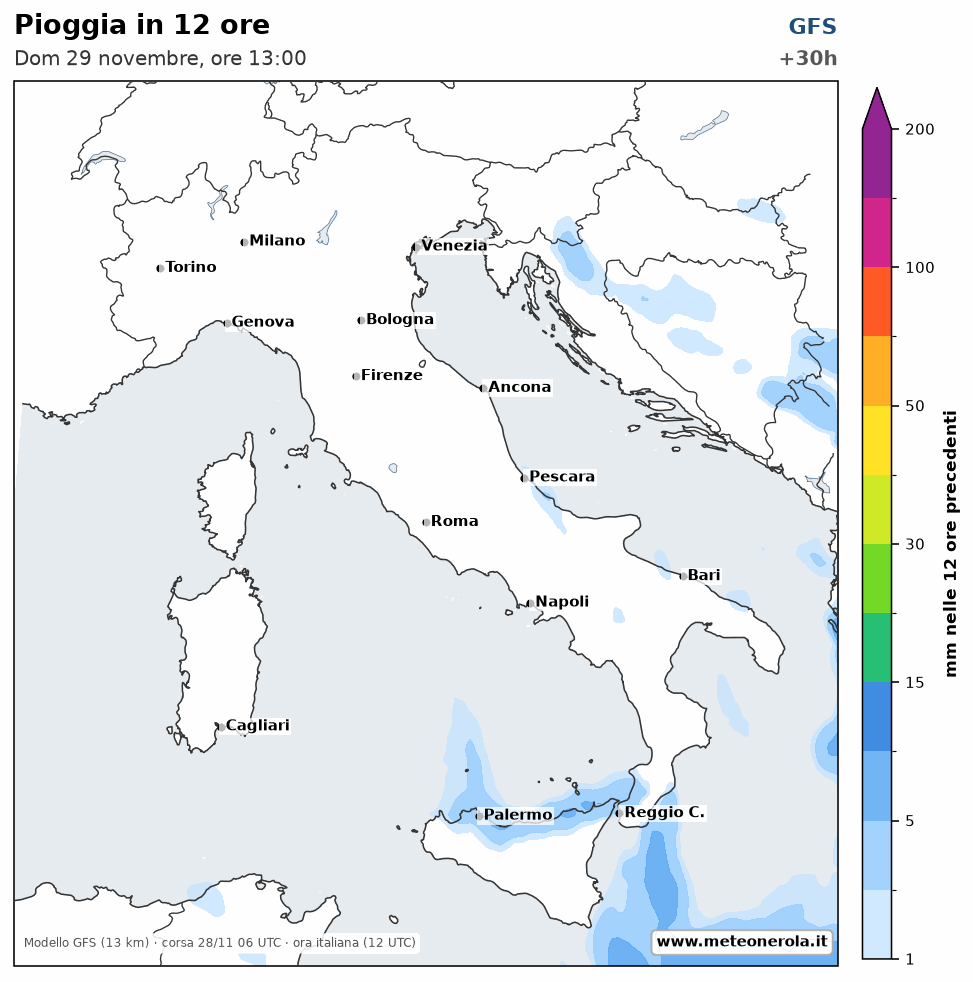 Pioggia in 12 ore
GFS
Dom 29 novembre, ore 13:00
+30h
Milano
Venezia
Torino
Genova
Bologna
Firenze
Ancona
Pescara
Roma
Bari
Napoli
Cagliari
Palermo
Reggio C.
200
100
50
30
15
5
1
mm nelle 12 ore precedenti
Modello GFS (13 km) · corsa 28/11 06 UTC · ora italiana (12 UTC)
www.meteonerola.it